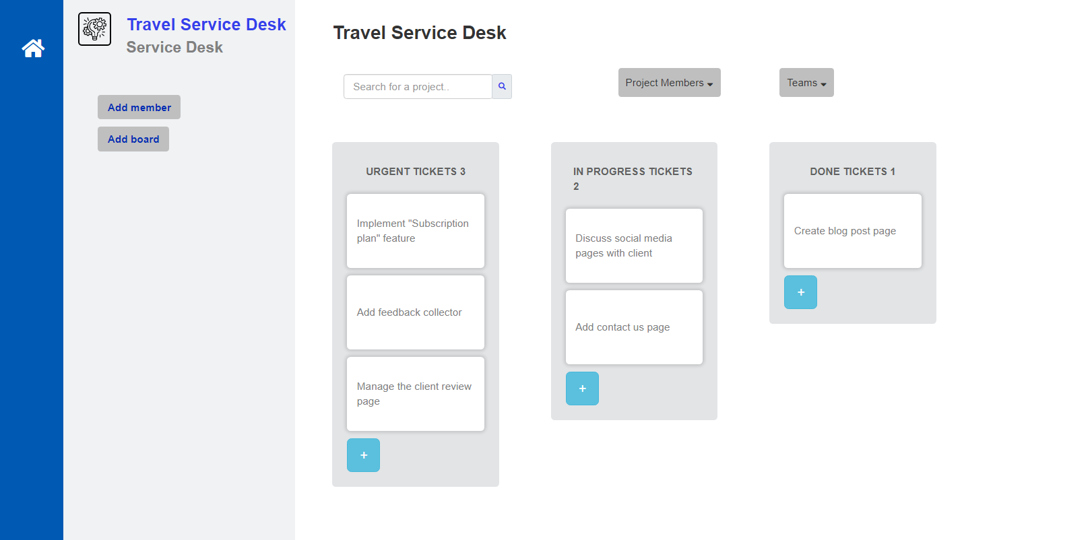 Travel Service Desk
Service Desk
Add member
Add board
Travel Service Desk
Search for a project..
Project Members
Teams
URGENT TICKETS 3
Implement "Subscription
plan" feature
Add feedback collector
Manage the client review
page
+
IN PROGRESS TICKETS
2
Discuss social media
pages with client
Add contact us page
+
DONE TICKETS 1
Create blog post page
+